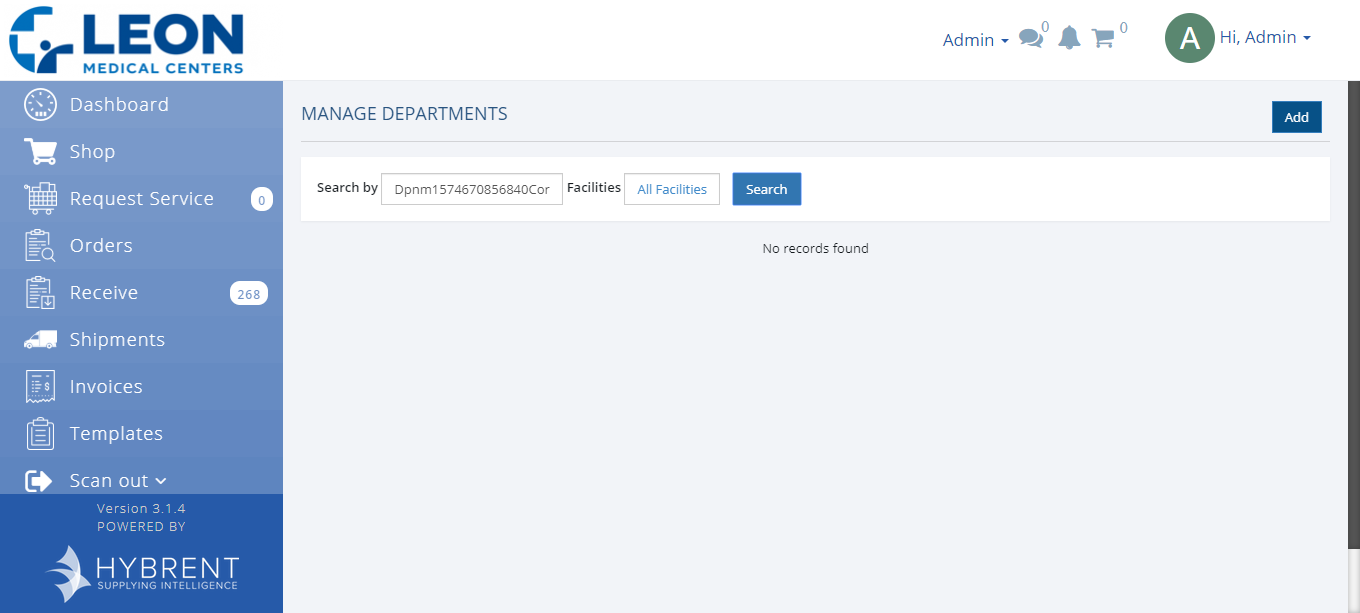 LEON
MEDICAL CENTERS
Admin
0
0
A
Hi, Admin
Dashboard
Shop
Request Service
0
Orders
Receive
268
Shipments
Invoices
Templates
Scan out
Version 3.1.4
POWERED BY
HYBRENT
SUPPLYING INTELLIGENCE
MANAGE DEPARTMENTS
Add
Search by
Dpnm1574670856840Cor
Facilities
All Facilities
Search
No records found